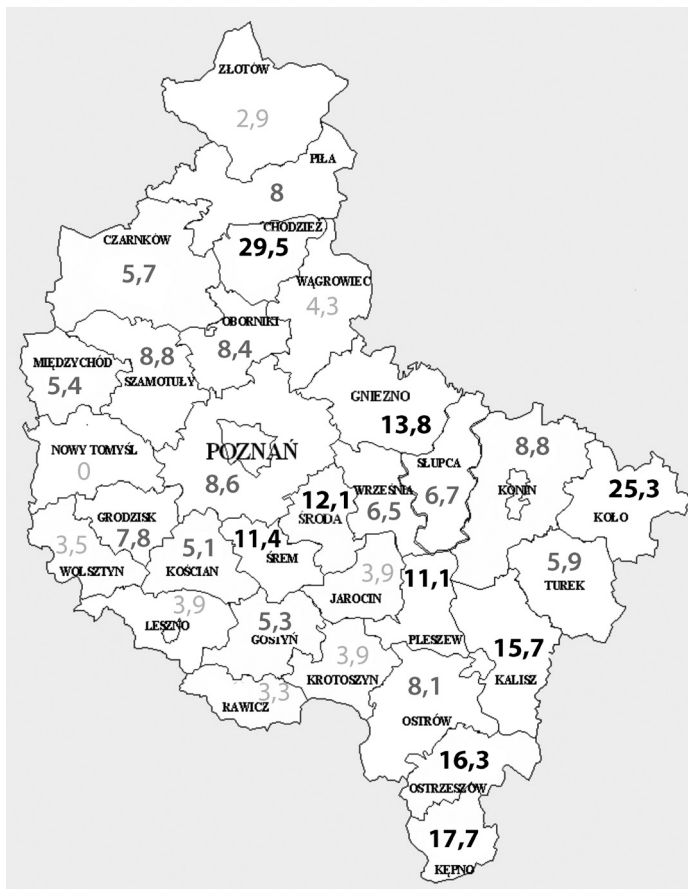 ZŁOTÓW
2,9
PIŁA
8
CHODZIEŻ
29,5
CZARNKÓW
5,7
WĄGROWIEC
4,3
OBORNIKI
8,4
MIĘDZYCHÓD
5,4
8,8
SZAMOTUŁY
GNIEZNO
13,8
NOWY TOMYŚL
0
POZNAŃ
8,6
SŁUPCA
6,7
8,8
KONIN
25,3
KOŁO
12,1
ŚRODA
WRZEŚNIA
6,5
GRODZISK
7,8
3,5
WOLSZTYN
5,1
KOŚCIAN
11,4
ŚREM
3,9
JAROCIN
11,1
PLESZEW
5,9
TUREK
3,9
LESZNO
5,3
GOSTYŃ
15,7
KALISZ
3,9
KROTOSZYN
3,3
RAWICZ
8,1
OSTRÓW
16,3
OSTRZESZÓW
17,7
KĘPNO